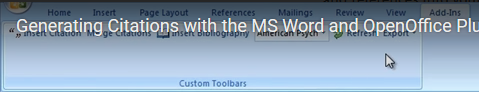 Home Insert Page Layout References Mailings Review View Add-Ins
Generating Citations with the MS Word and OpenOffice Plu
Insert Citation Merge Citations Insert Bibliography American Psych Refresh Export
Custom Toolbars